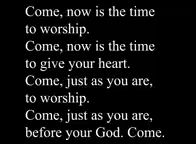 Come, now is the time
to worship.
Come, now is the time
to give your heart.
Come, just as you are,
to worship.
Come, just as you are,
before your God. Come.